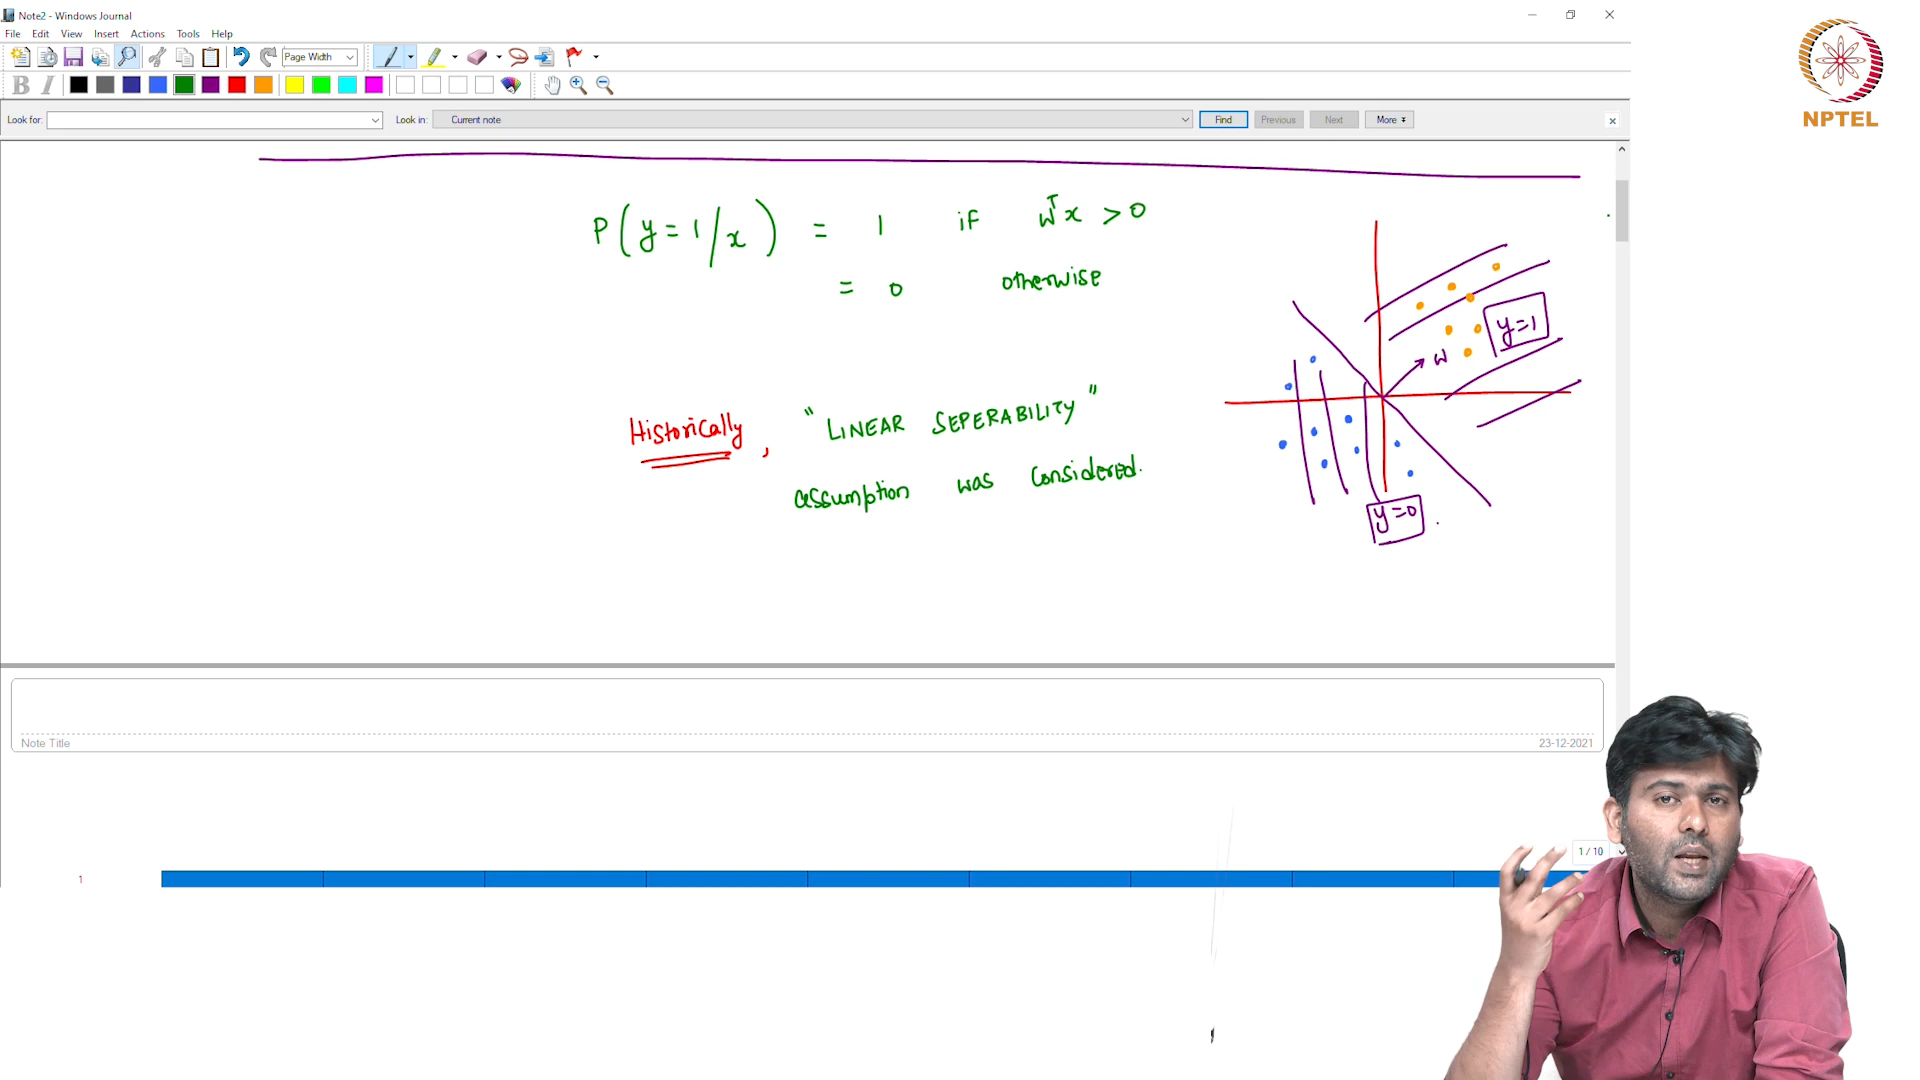 Note2 - Windows Journal
File Edit View Insert Actions Tools Help
Page Width
B I
Look for: Look in: Current note Find Previous Next More
NPTEL
P(y=1/x) = 1 if wᵀx > 0
= 0 otherwise
y=1
w
Historically, "LINEAR SEPERABILITY"
assumption was considered.
y=0
Note Title
23-12-2021
1 / 10
1